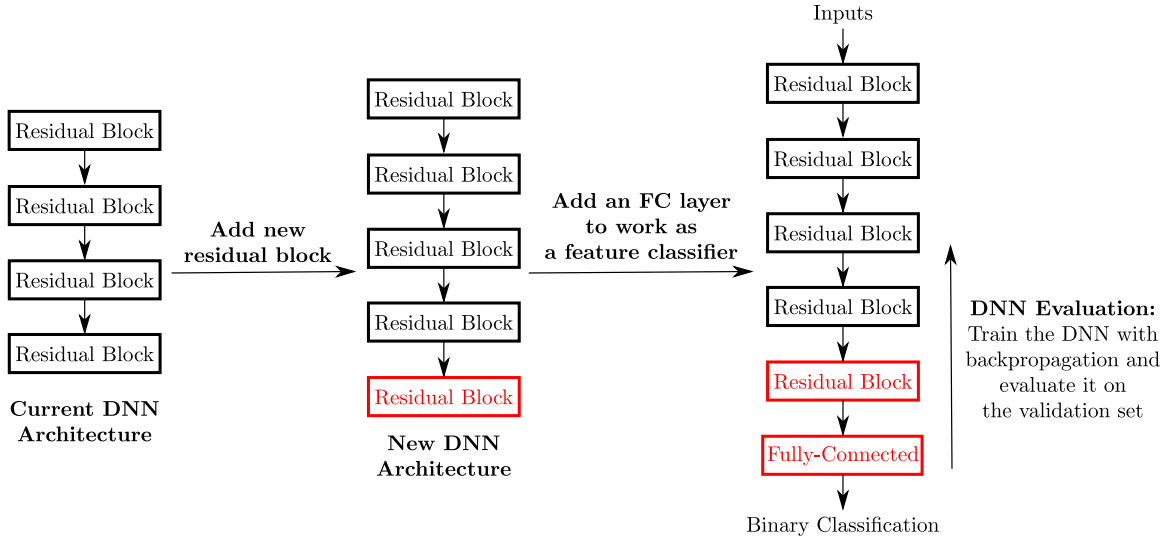 Residual Block
Residual Block
Residual Block
Residual Block
Current DNN
Architecture
Add new
residual block
Residual Block
Residual Block
Residual Block
Residual Block
Residual Block
New DNN
Architecture
Add an FC layer
to work as
a feature classifier
Inputs
Residual Block
Residual Block
Residual Block
Residual Block
Residual Block
Fully-Connected
Binary Classification
DNN Evaluation:
Train the DNN with
backpropagation and
evaluate it on
the validation set